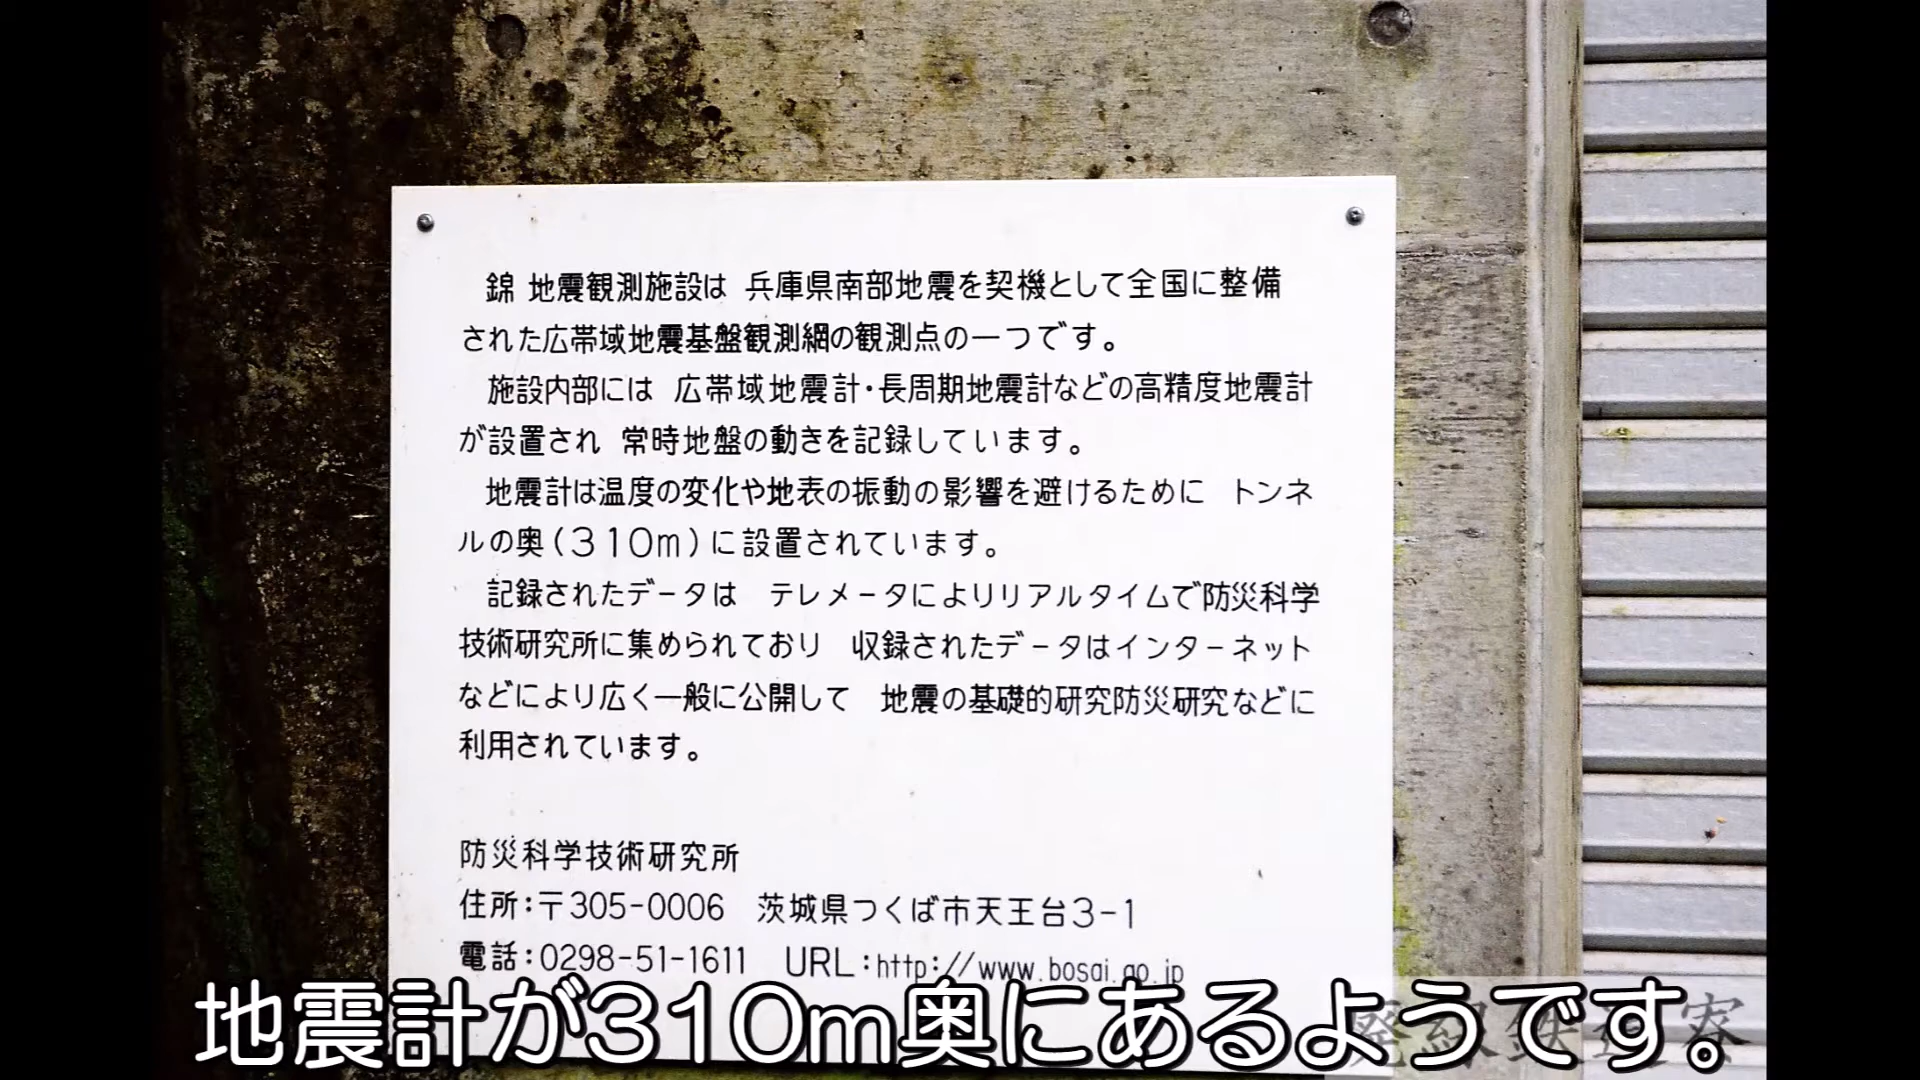 錦 地震観測施設は 兵庫県南部地震を契機として全国に整備
された広帯域地震基盤観測網の観測点の一つです。
施設内部には 広帯域地震計・長周期地震計などの高精度地震計
が設置され 常時地盤の動きを記録しています。
地震計は温度の変化や地表の振動の影響を避けるために トンネ
ルの奥(310m)に設置されています。
記録されたデータは テレメータによりリアルタイムで防災科学
技術研究所に集められており 収録されたデータはインターネット
などにより広く一般に公開して 地震の基礎的研究防災研究などに
利用されています。
防災科学技術研究所
住所:〒305-0006 茨城県つくば市天王台3-1
電話:0298-51-1611 URL:http://www.bosai.go.jp
地震計が310m奥にあるようです。